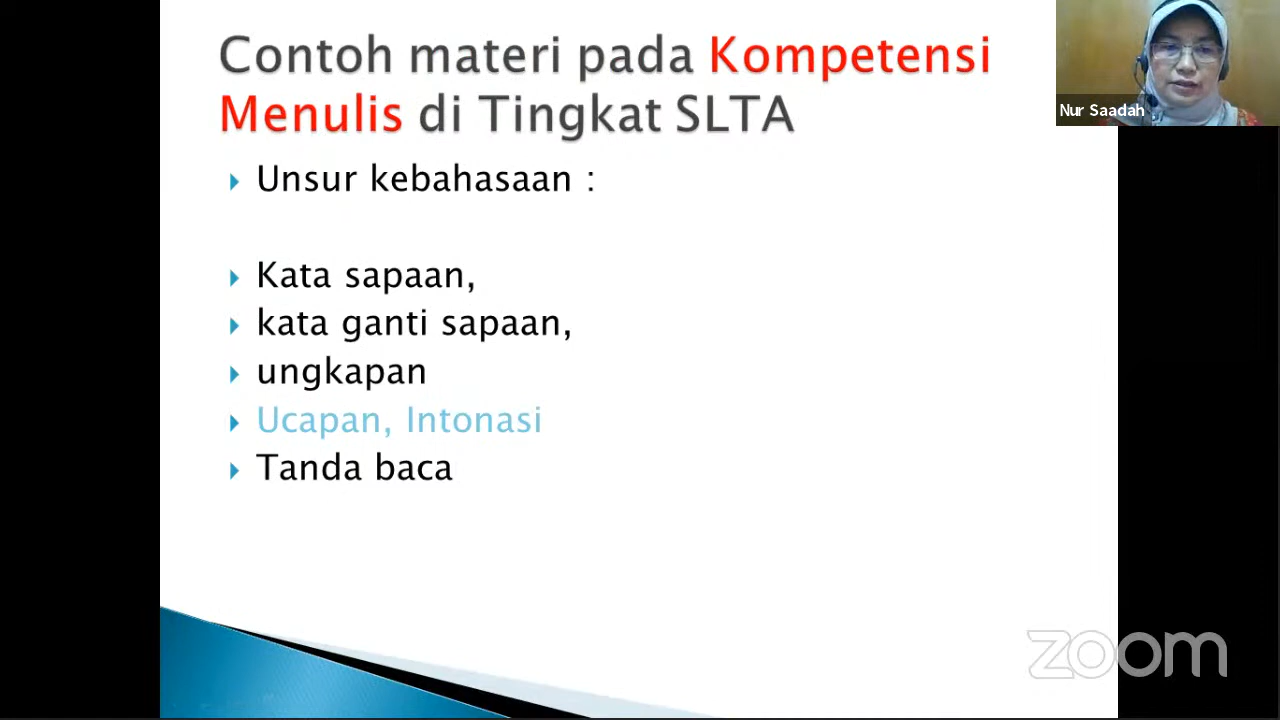 Contoh materi pada Kompetensi
Menulis di Tingkat SLTA
Unsur kebahasaan :
Kata sapaan,
kata ganti sapaan,
ungkapan
Ucapan, Intonasi
Tanda baca
Nur Saadah
zoom